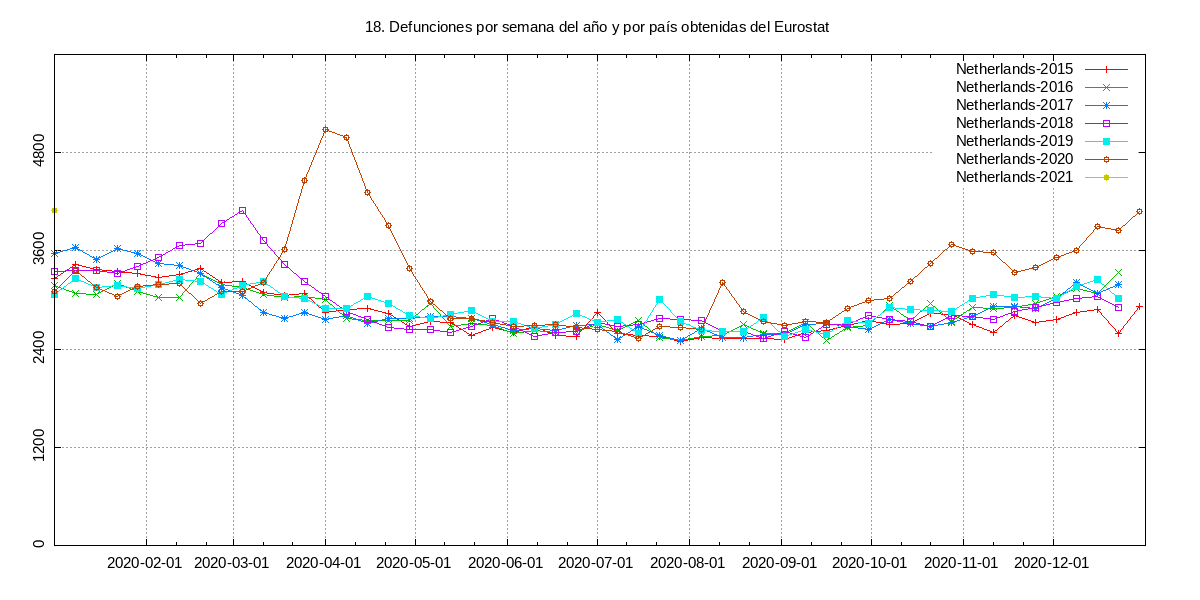 18. Defunciones por semana del año y por país obtenidas del Eurostat
Netherlands-2015
Netherlands-2016
Netherlands-2017
Netherlands-2018
Netherlands-2019
Netherlands-2020
Netherlands-2021
4800
3600
2400
1200
0
2020-02-01 2020-03-01 2020-04-01 2020-05-01 2020-06-01 2020-07-01 2020-08-01 2020-09-01 2020-10-01 2020-11-01 2020-12-01